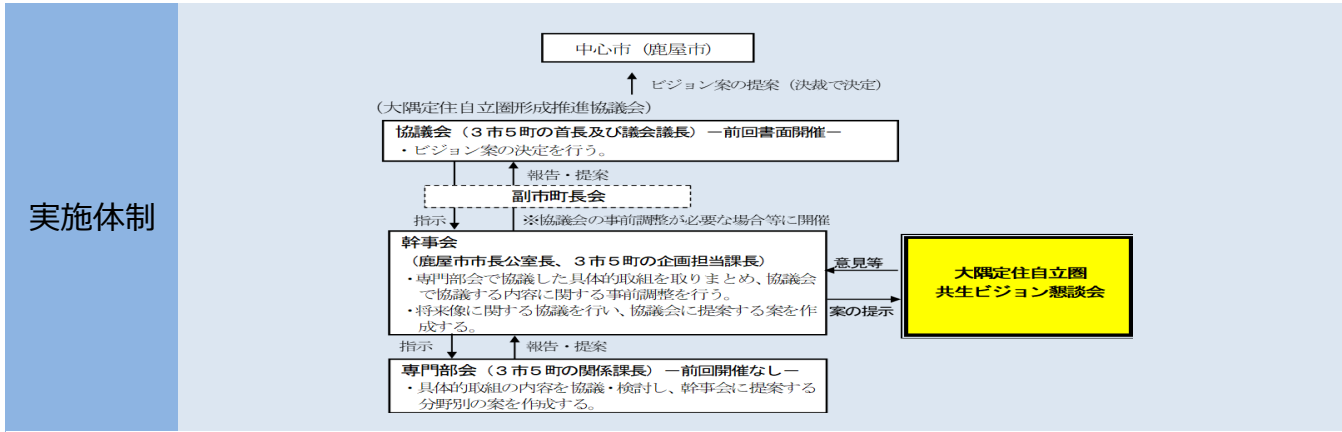 実施体制
中心市（鹿屋市）
ビジョン案の提案（決裁で決定）
（大隅定住自立圏形成推進協議会）
協議会（３市５町の首長及び議会議長）－前回書面開催－
・ビジョン案の決定を行う。
報告・提案
副市町長会
指示
※協議会の事前調整が必要な場合等に開催
幹事会
（鹿屋市市長公室長、３市５町の企画担当課長）
・専門部会で協議した具体的取組を取りまとめ、協議会
で協議する内容に関する事前調整を行う。
・将来像に関する協議を行い、協議会に提案する案を作
成する。
意見等
案の提示
大隅定住自立圏
共生ビジョン懇談会
指示
報告・提案
専門部会（３市５町の関係課長）－前回開催なし－
・具体的取組の内容を協議・検討し、幹事会に提案する
分野別の案を作成する。